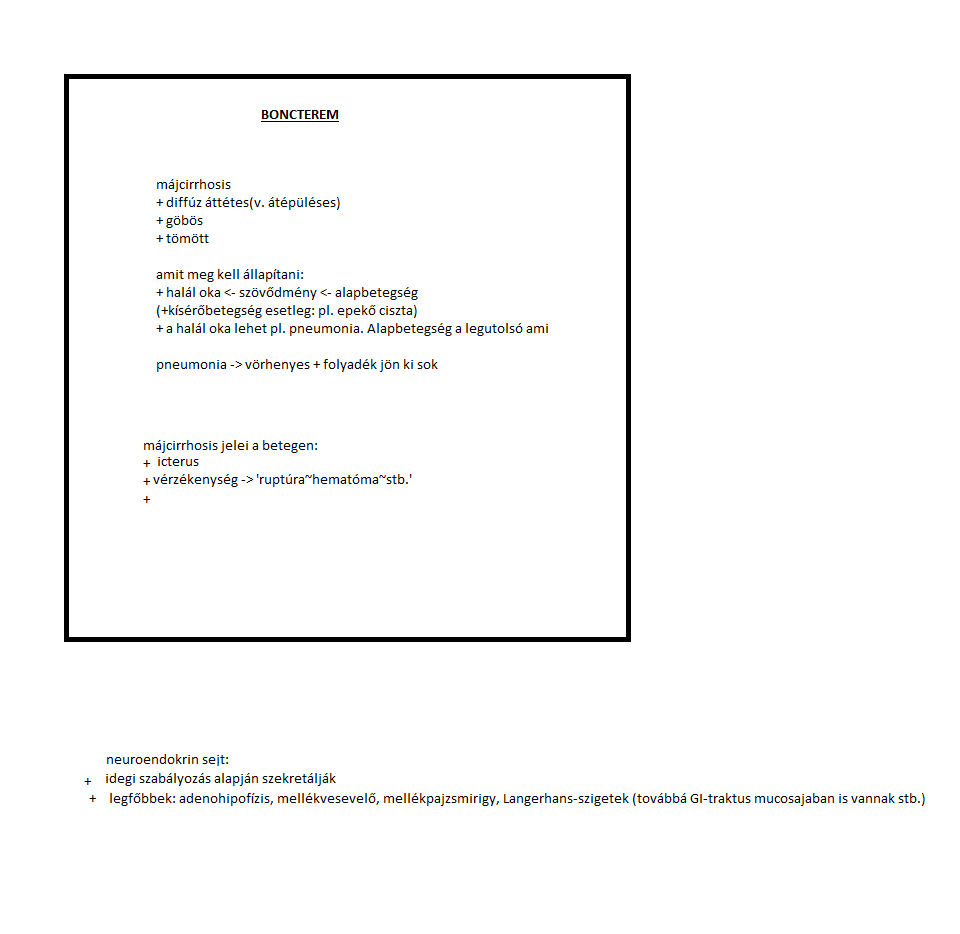 BONCTEREM
májcirrhosis
+ diffúz áttétes(v. átépüléses)
+ göbös
+ tömött
amit meg kell állapítani:
+ halál oka <- szövődmény <- alapbetegség
(+kísérőbetegség esetleg: pl. epekő ciszta)
+ a halál oka lehet pl. pneumonia. Alapbetegség a legutolsó ami
pneumonia -> vörhenyes + folyadék jön ki sok
májcirrhosis jelei a betegen:
+ icterus
+ vérzékenység -> 'ruptúra~hematóma~stb.'
+
neuroendokrin sejt:
+ idegi szabályozás alapján szekretálják
+ legfőbbek: adenohipofízis, mellékvesevelő, mellékpajzsmirigy, Langerhans-szigetek (továbbá GI-traktus mucosajaban is vannak stb.)